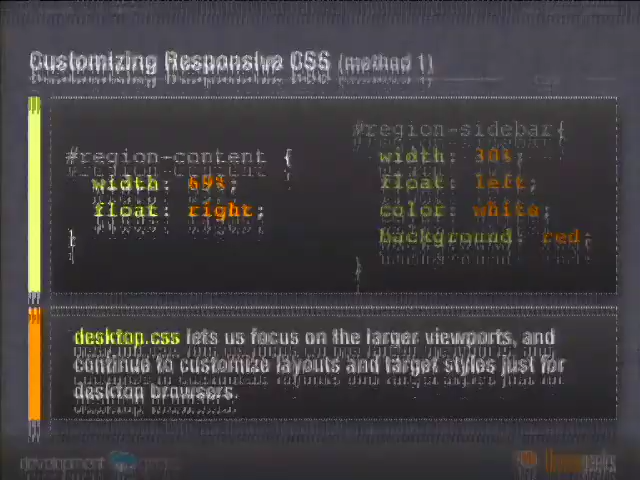 Customizing Responsive CSS (method 1)
#region-content {
width: 69%;
float: right;
}
#region-sidebar{
width: 30%;
float: left;
color: white;
background: red;
}
desktop.css lets us focus on the larger viewports, and
continue to customize layouts and target styles just for
desktop browsers.
development